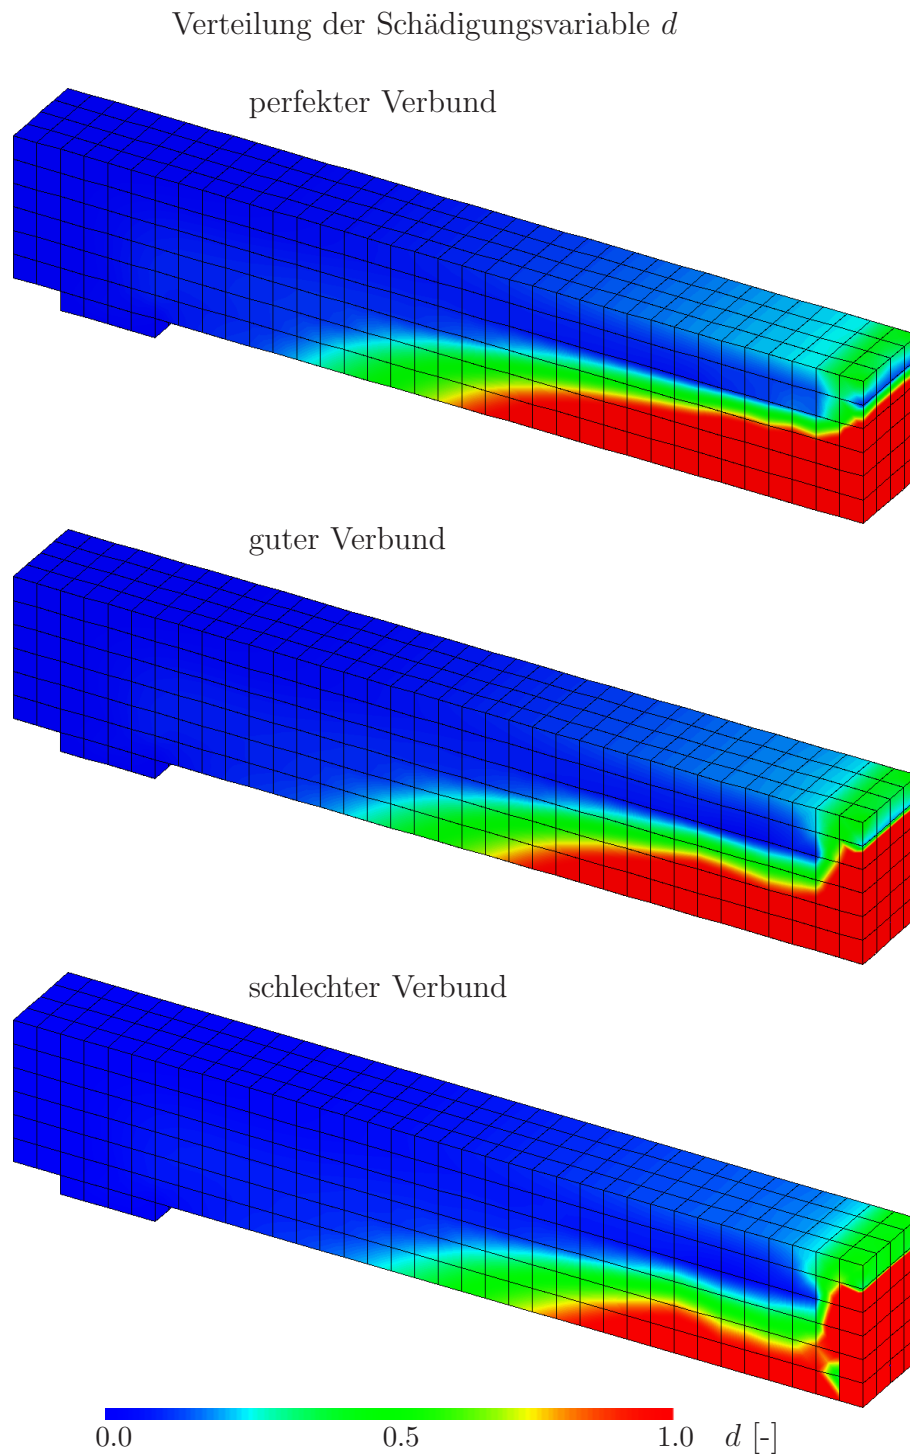 Verteilung der Schädigungsvariable d
perfekter Verbund
guter Verbund
schlechter Verbund
0.0 0.5 1.0 d [-]